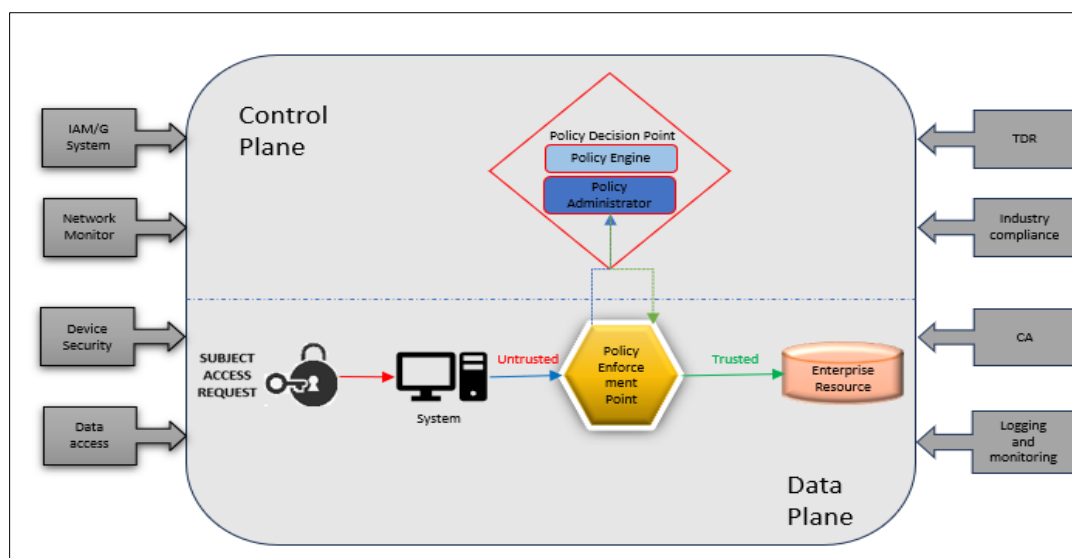 Control
Plane
IAM/G
System
Network
Monitor
Device
Security
Data
access
Policy Decision Point
Policy Engine
Policy
Administrator
SUBJECT
ACCESS
REQUEST
System
Untrusted
Policy
Enforce
ment
Point
Trusted
Enterprise
Resource
Data
Plane
TDR
Industry
compliance
CA
Logging
and
monitoring